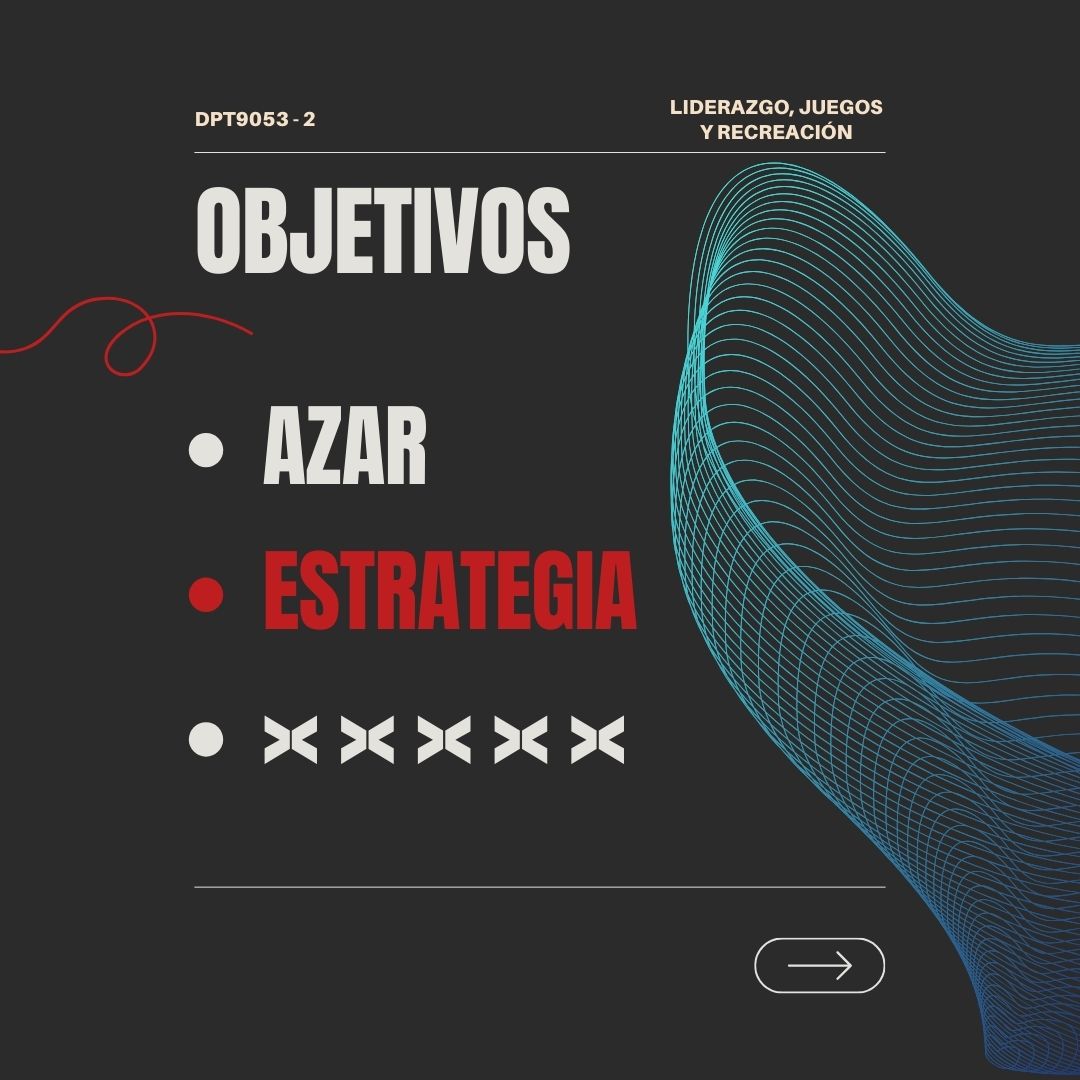 DPT9053 - 2
LIDERAZGO, JUEGOS
Y RECREACIÓN
OBJETIVOS
AZAR
ESTRATEGIA